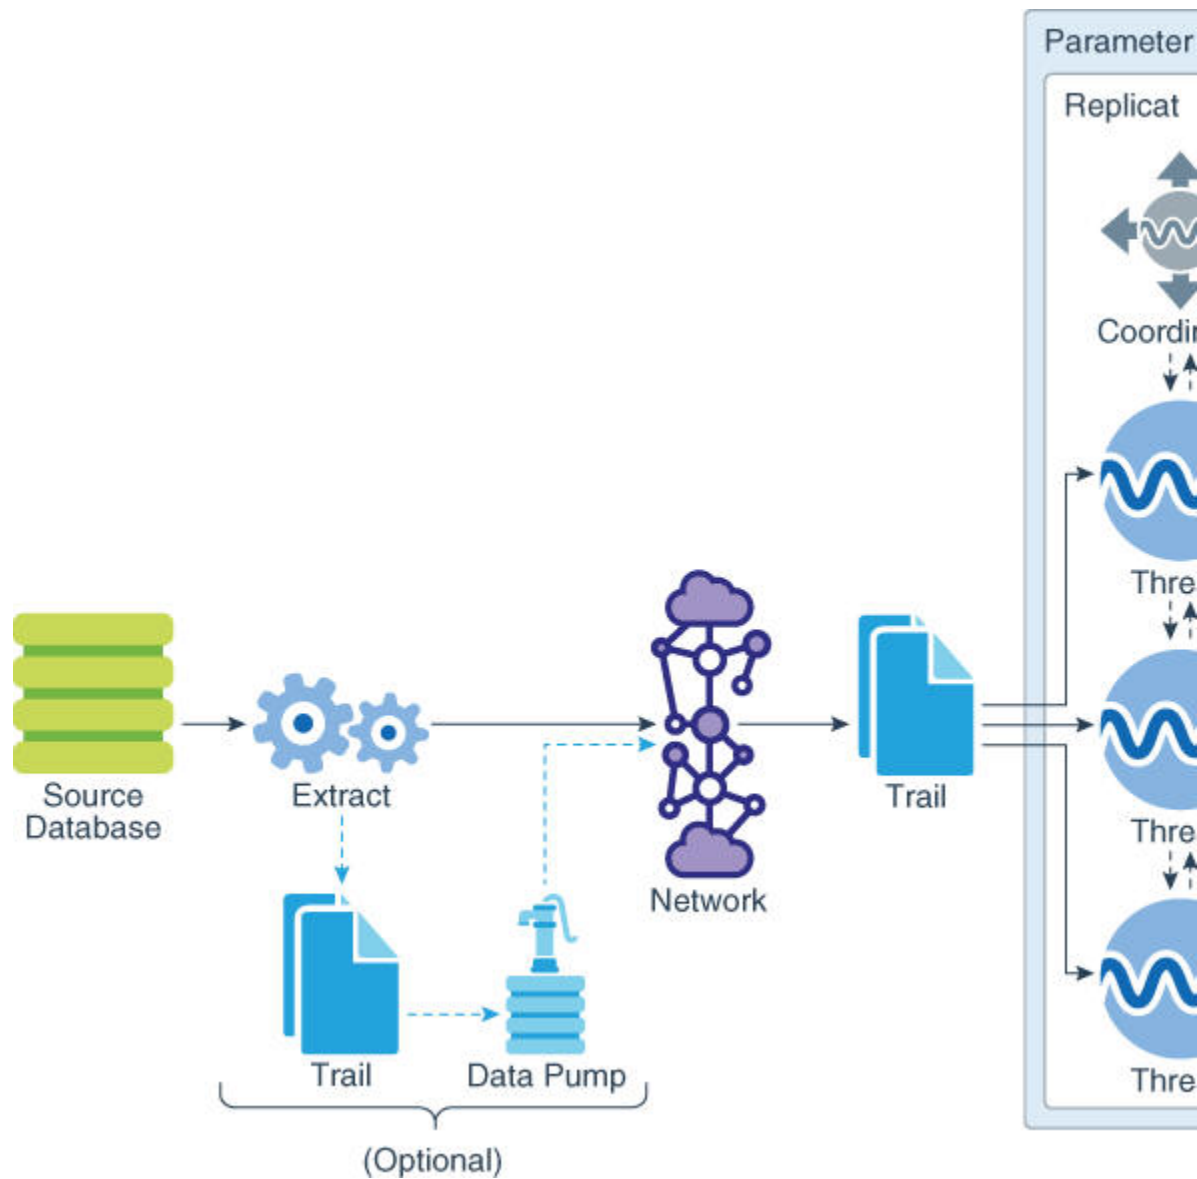 Parameter
Replicat
Source
Database
Extract
Network
Trail
Trail
Data Pump
(Optional)